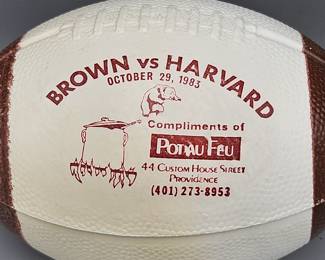 BROWN VS HARVARD
OCTOBER 29, 1983
Compliments of
POT AU FEU
44 CUSTOM HOUSE STREET
PROVIDENCE
(401) 273-8953